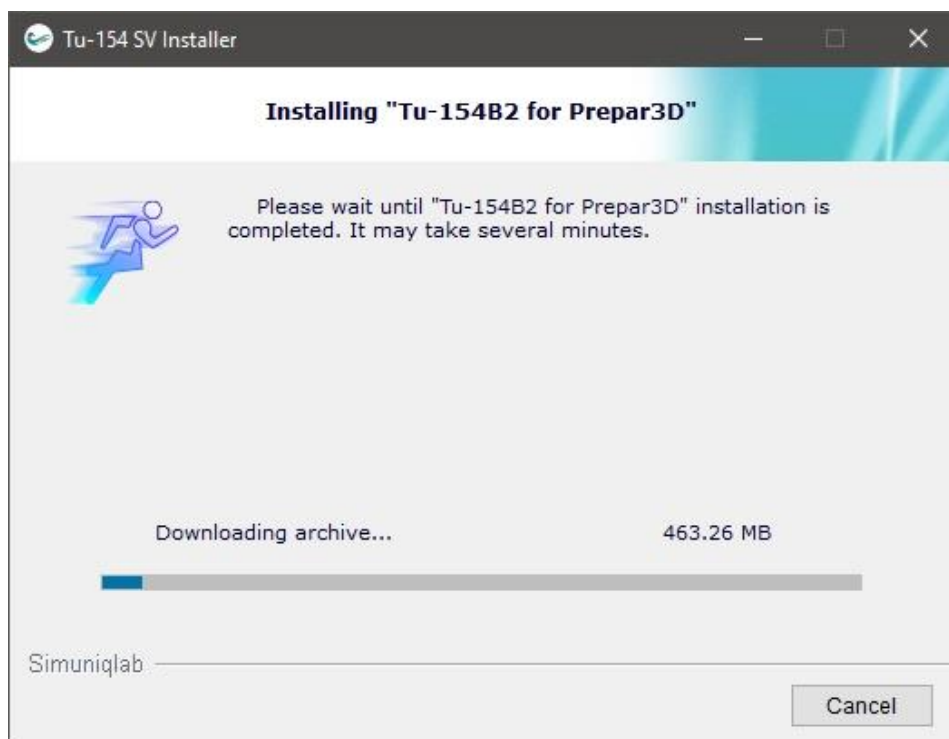 Tu-154 SV Installer
Installing "Tu-154B2 for Prepar3D"
Please wait until "Tu-154B2 for Prepar3D" installation is
completed. It may take several minutes.
Downloading archive... 463.26 MB
Simuniqlab
Cancel